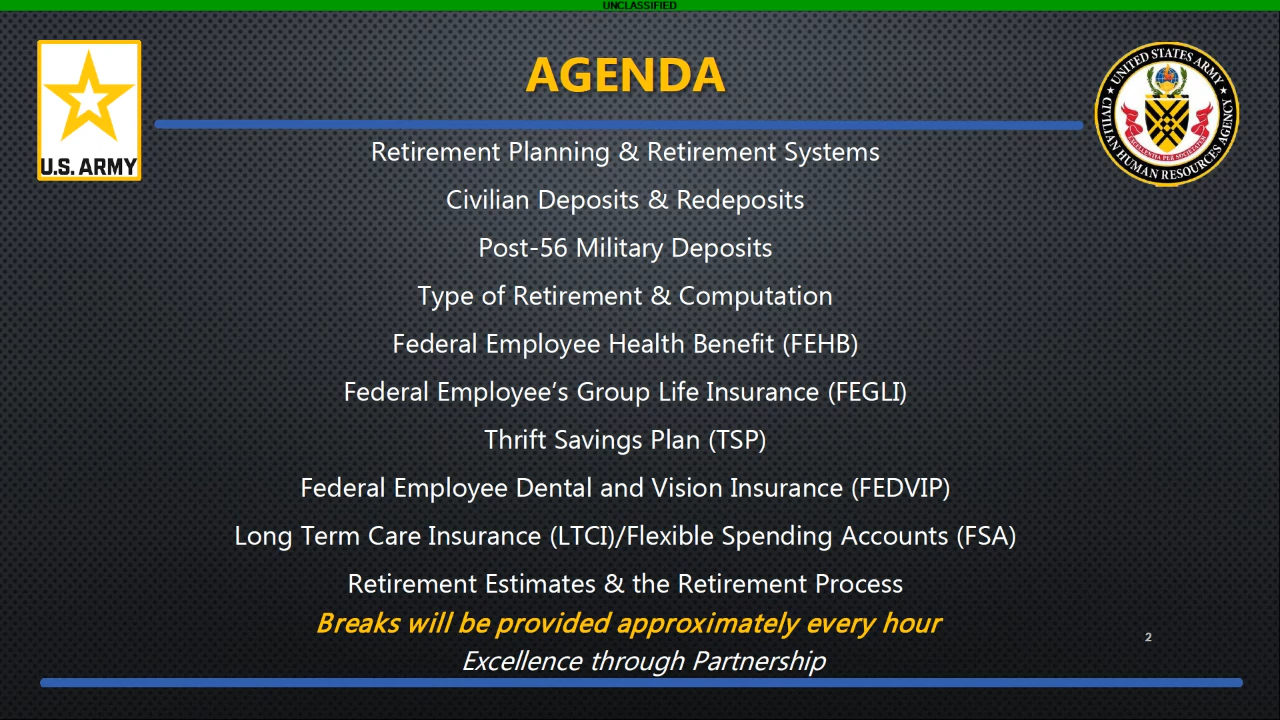 UNCLASSIFIED
AGENDA
U.S. ARMY
UNITED STATES ARMY
CIVILIAN HUMAN RESOURCES AGENCY
Retirement Planning & Retirement Systems
Civilian Deposits & Redeposits
Post-56 Military Deposits
Type of Retirement & Computation
Federal Employee Health Benefit (FEHB)
Federal Employee’s Group Life Insurance (FEGLI)
Thrift Savings Plan (TSP)
Federal Employee Dental and Vision Insurance (FEDVIP)
Long Term Care Insurance (LTCI)/Flexible Spending Accounts (FSA)
Retirement Estimates & the Retirement Process
Breaks will be provided approximately every hour
2
Excellence through Partnership